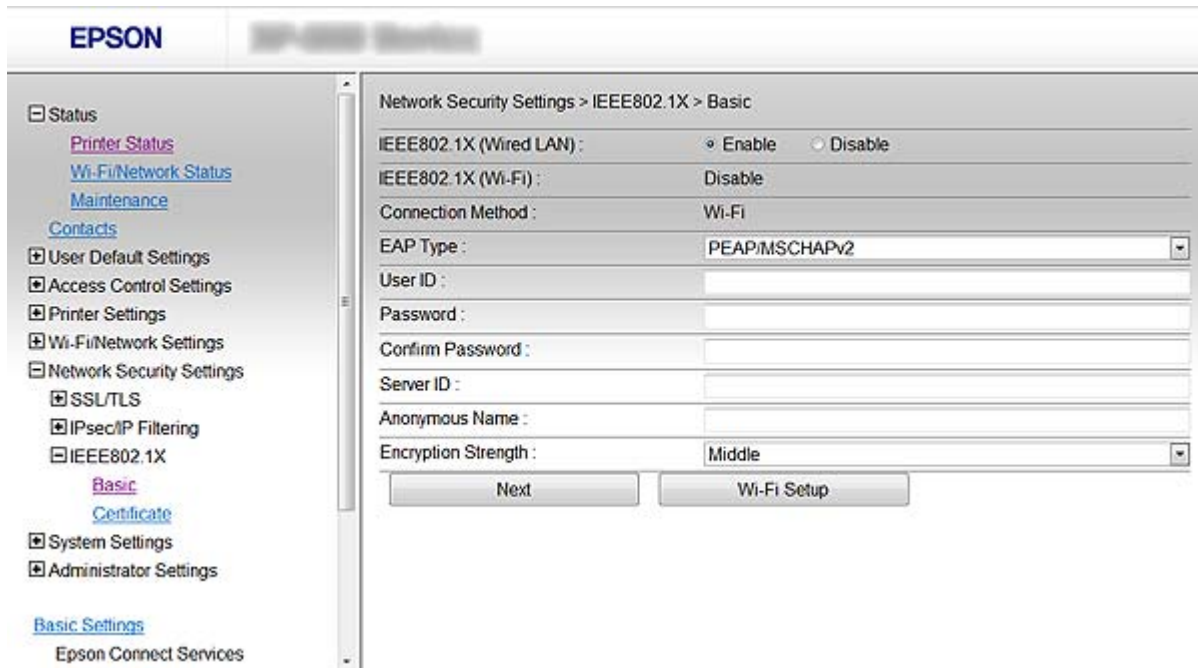 EPSON
Status
Printer Status
Wi-Fi/Network Status
Maintenance
Contacts
User Default Settings
Access Control Settings
Printer Settings
Wi-Fi/Network Settings
Network Security Settings
SSL/TLS
IPsec/IP Filtering
IEEE802.1X
Basic
Certificate
System Settings
Administrator Settings
Basic Settings
Epson Connect Services
Network Security Settings > IEEE802.1X > Basic
IEEE802.1X (Wired LAN) : Enable Disable
IEEE802.1X (Wi-Fi) : Disable
Connection Method : Wi-Fi
EAP Type : PEAP/MSCHAPv2
User ID :
Password :
Confirm Password :
Server ID :
Anonymous Name :
Encryption Strength : Middle
Next Wi-Fi Setup